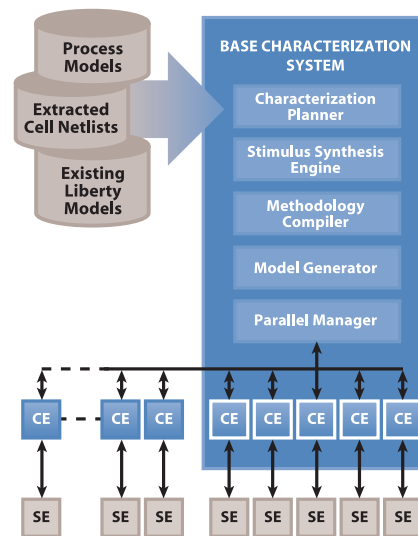 Process
Models
Extracted
Cell Netlists
Existing
Liberty
Models
BASE CHARACTERIZATION
SYSTEM
Characterization
Planner
Stimulus Synthesis
Engine
Methodology
Compiler
Model Generator
Parallel Manager
CE CE CE CE CE CE CE CE
SE SE SE SE SE SE SE SE